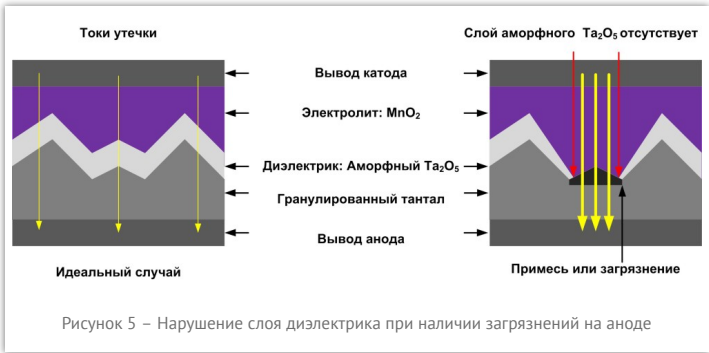 Токи утечки
Слой аморфного Ta₂O₅ отсутствует
Вывод катода
Электролит: MnO₂
Диэлектрик: Аморфный Ta₂O₅
Гранулированный тантал
Вывод анода
Идеальный случай
Примесь или загрязнение
Рисунок 5 – Нарушение слоя диэлектрика при наличии загрязнений на аноде